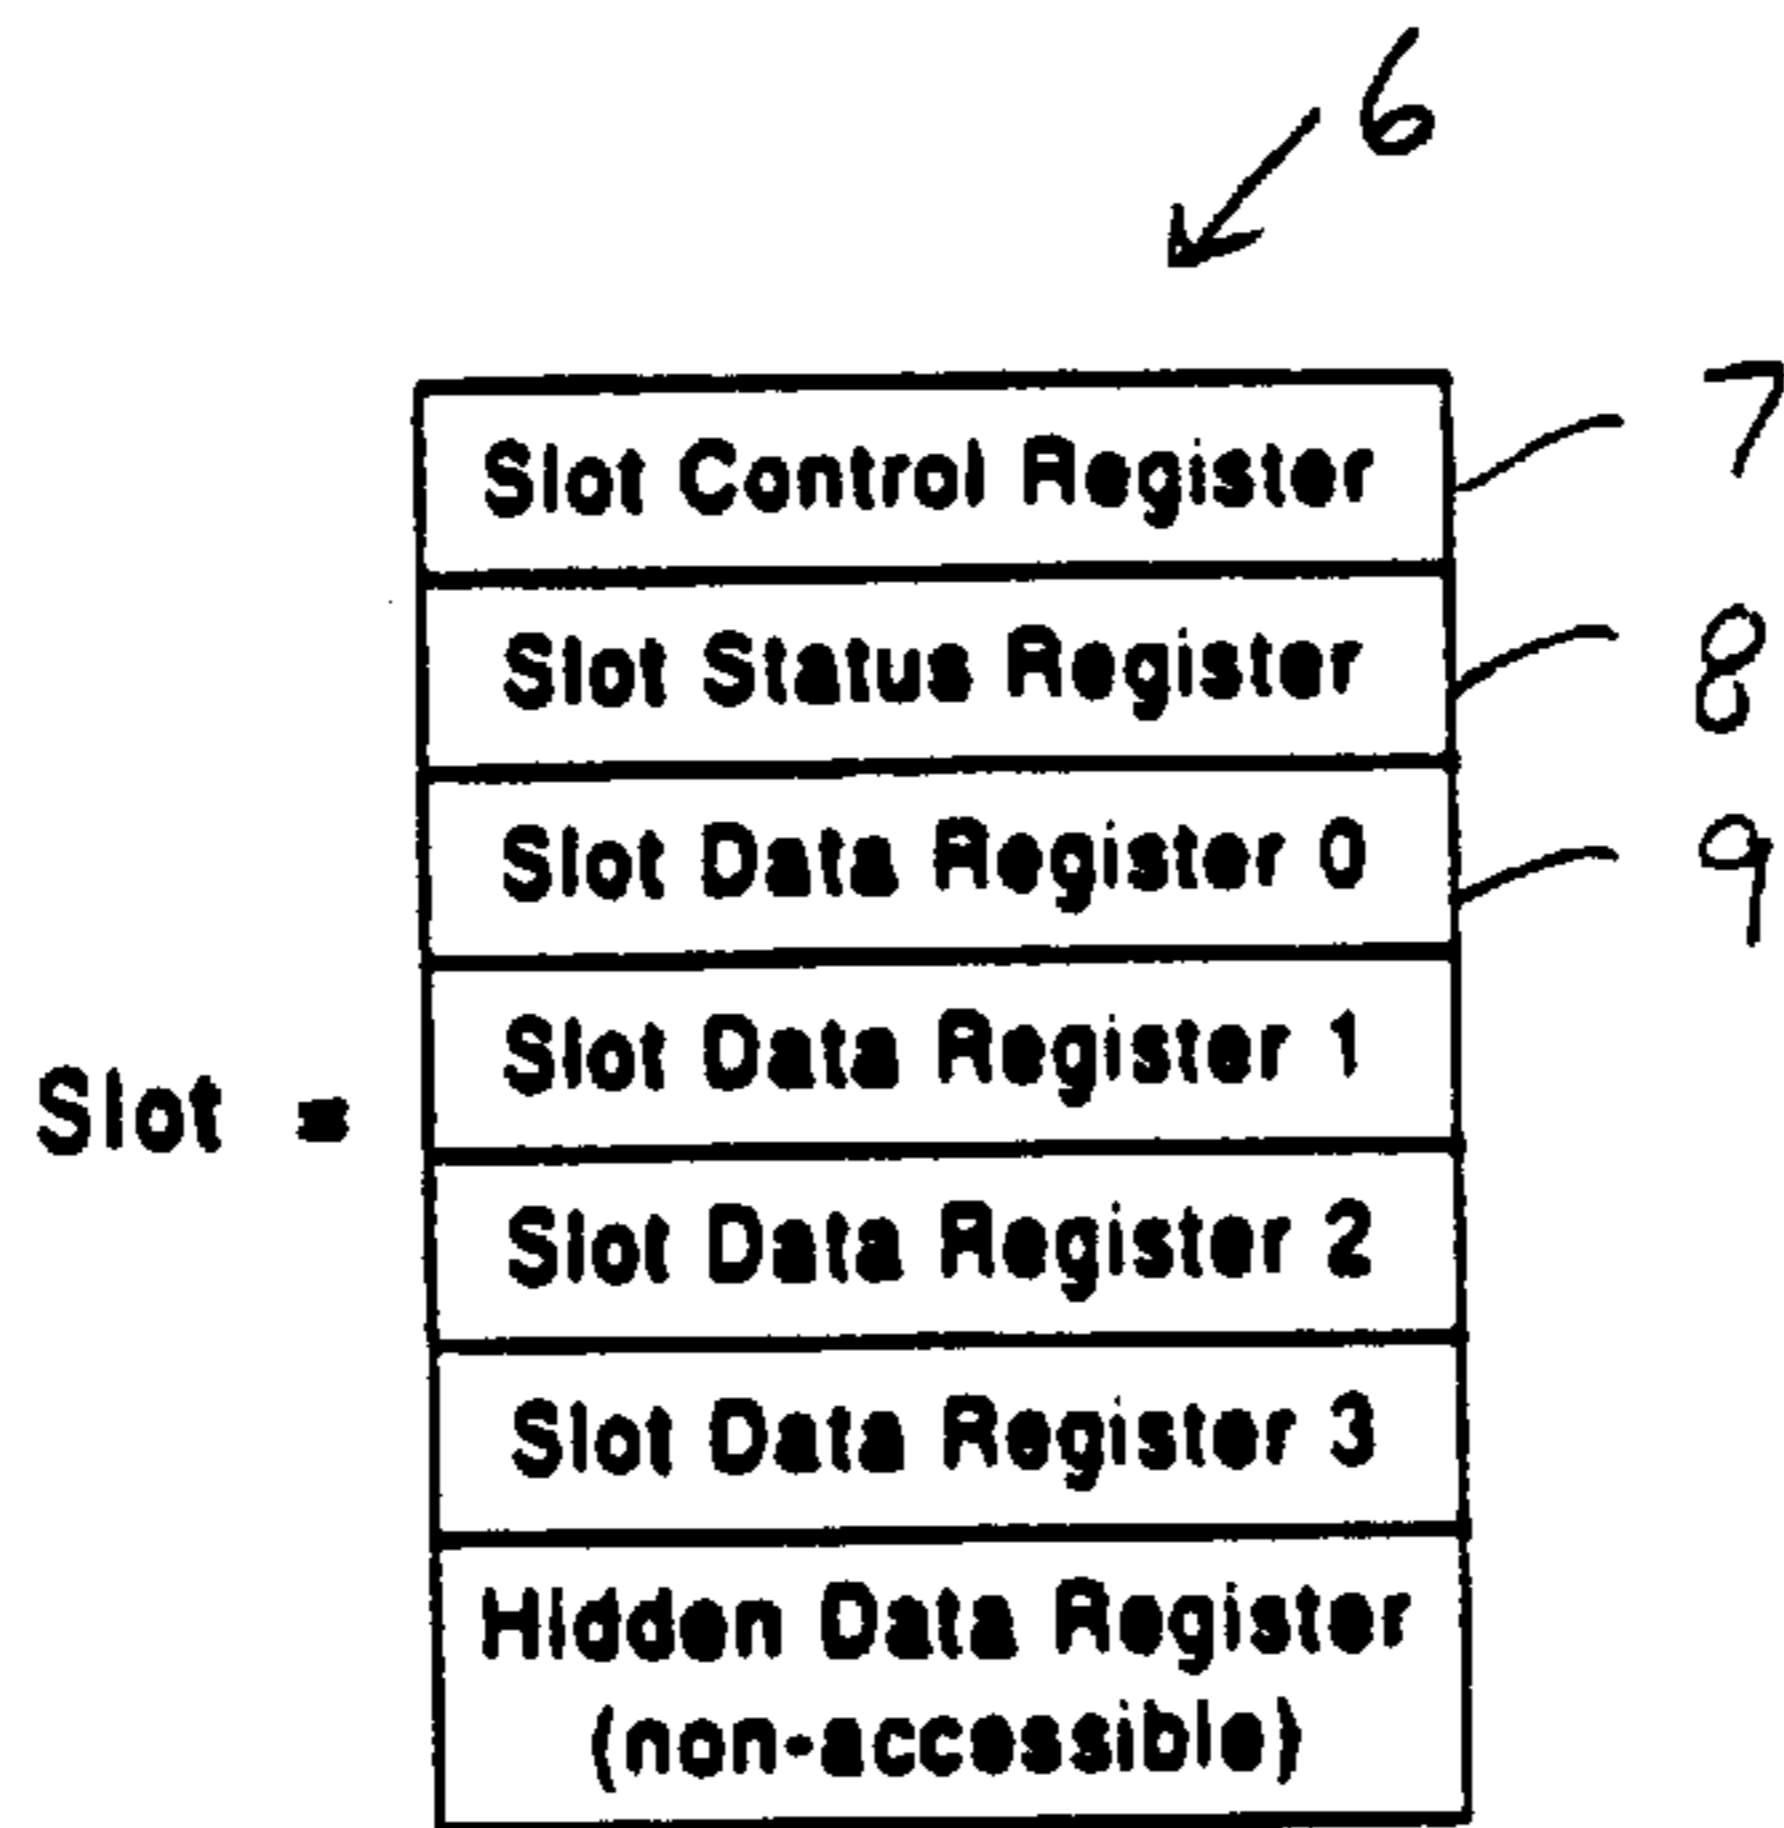 6
Slot Control Register 7
Slot Status Register 8
Slot Data Register 0 9
Slot Data Register 1
Slot =
Slot Data Register 2
Slot Data Register 3
Hidden Data Register
(non-accessible)